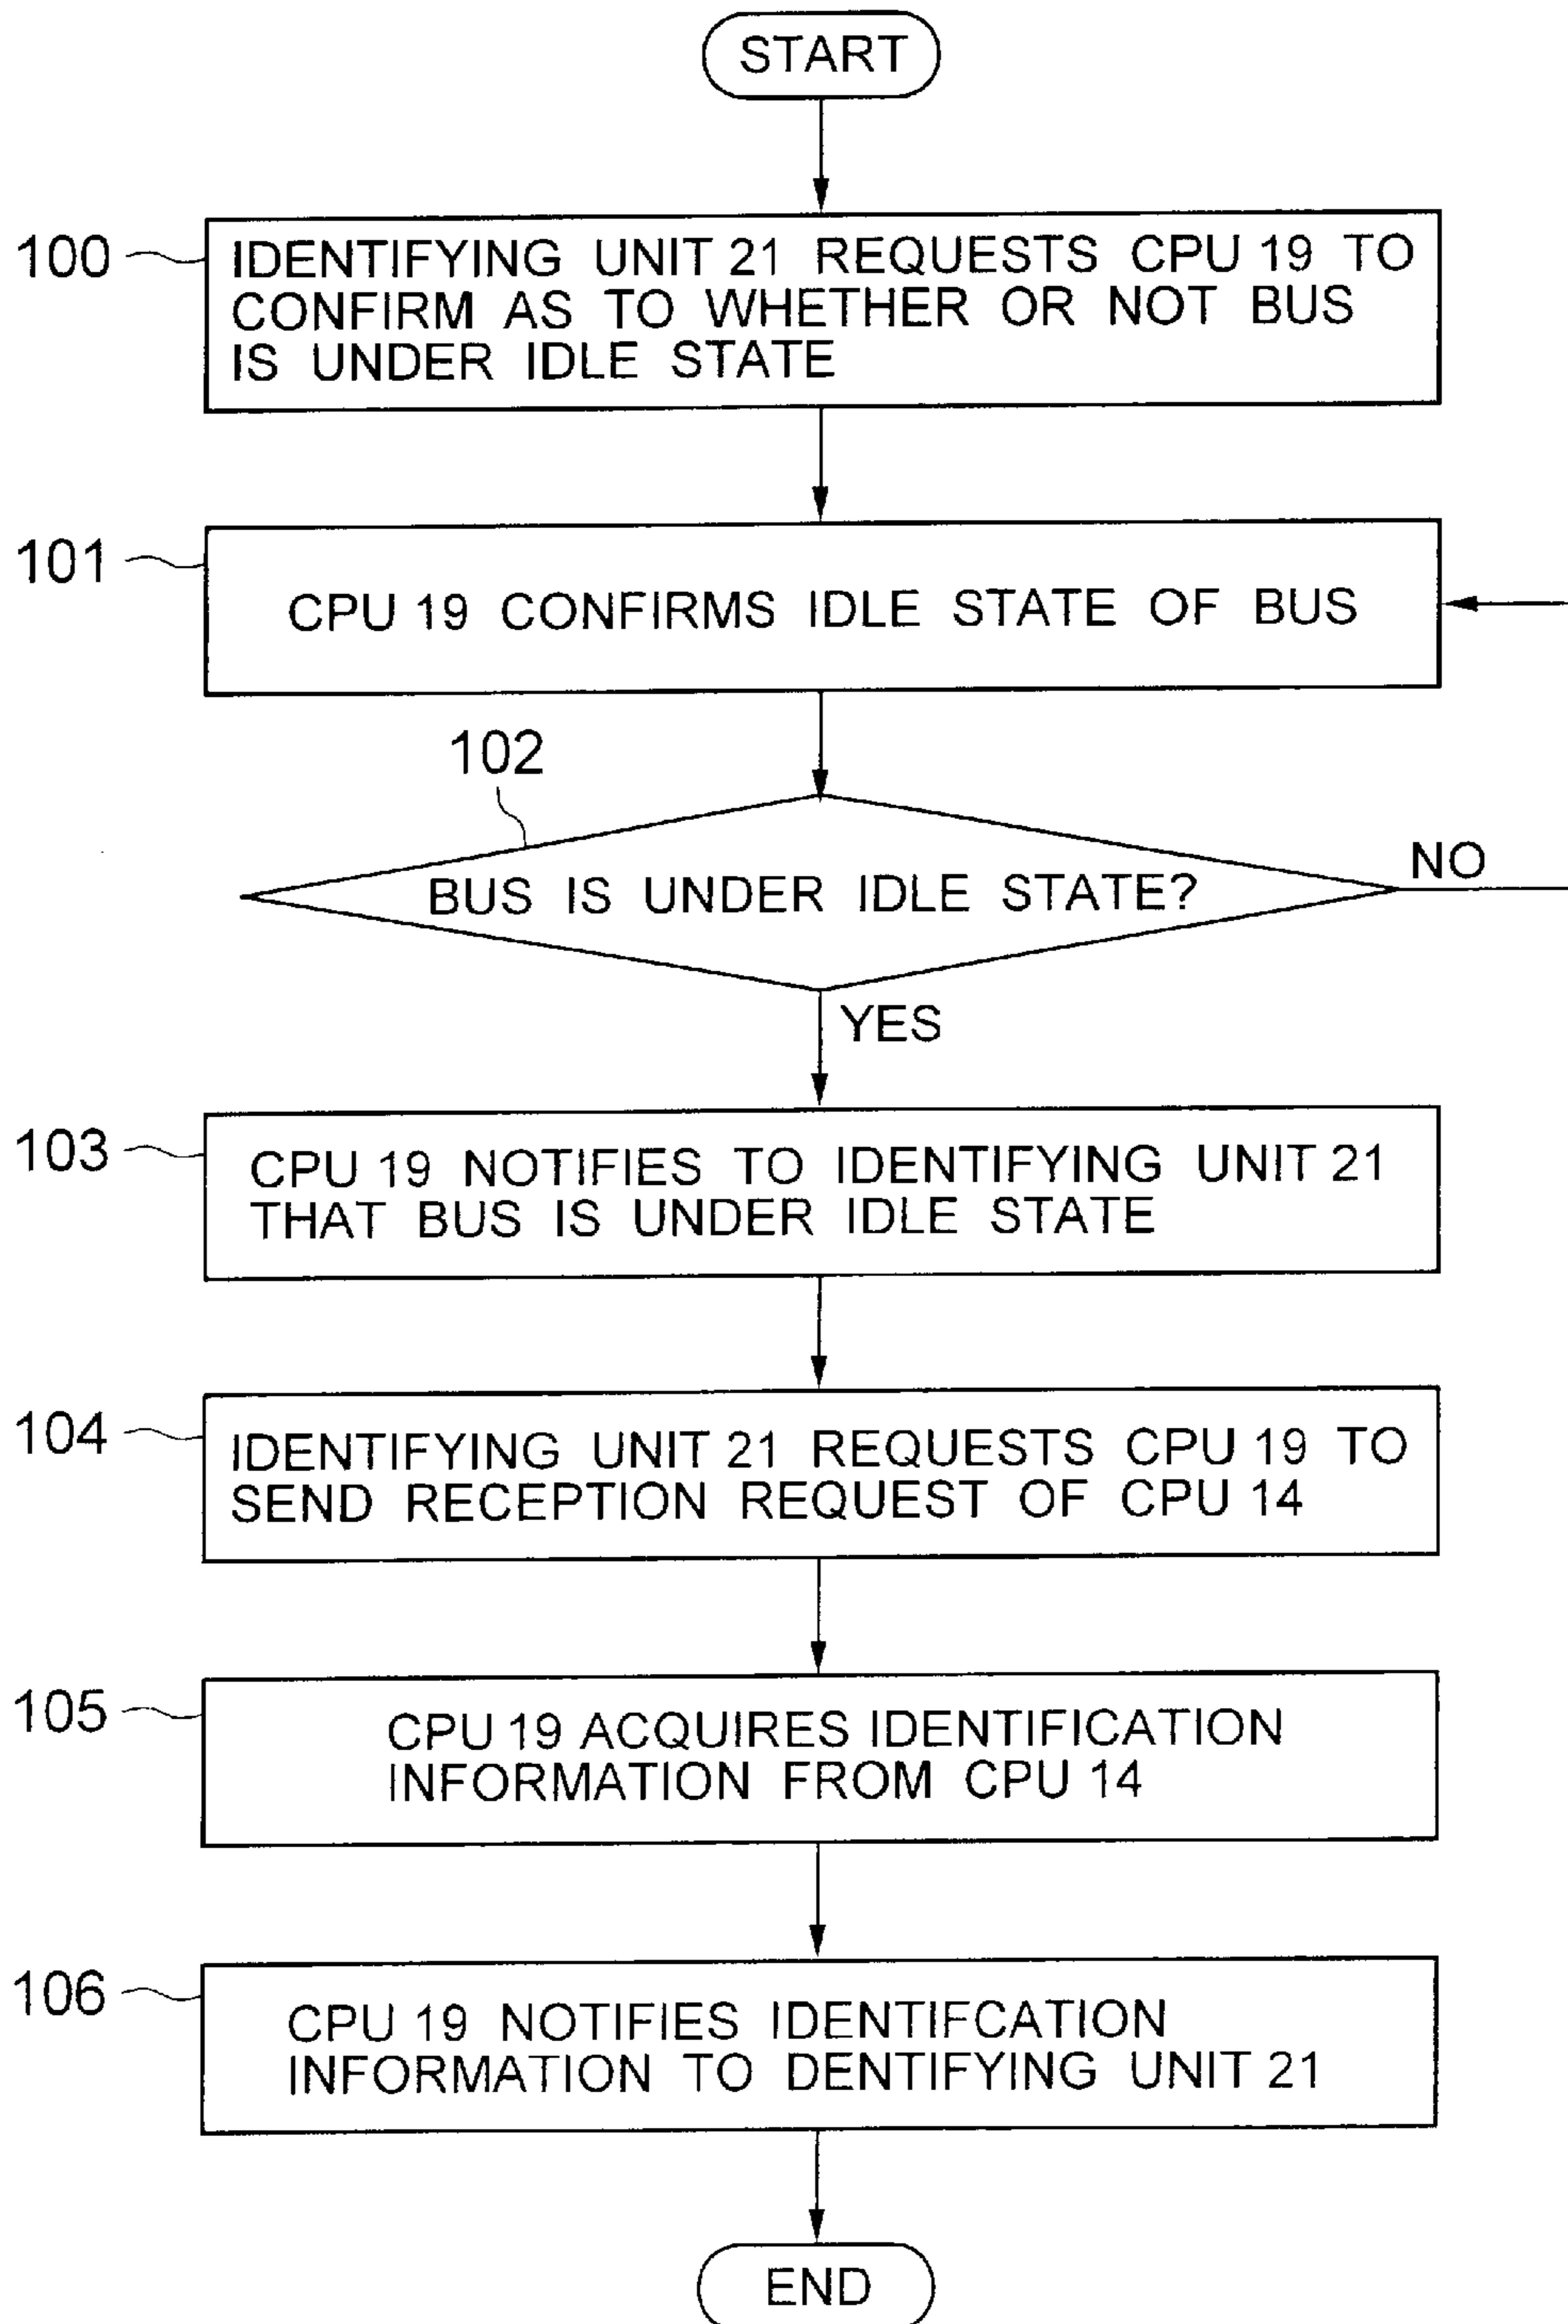 START
100
IDENTIFYING UNIT 21 REQUESTS CPU 19 TO
CONFIRM AS TO WHETHER OR NOT BUS
IS UNDER IDLE STATE
101
CPU 19 CONFIRMS IDLE STATE OF BUS
102
BUS IS UNDER IDLE STATE?
NO
YES
103
CPU 19 NOTIFIES TO IDENTIFYING UNIT 21
THAT BUS IS UNDER IDLE STATE
104
IDENTIFYING UNIT 21 REQUESTS CPU 19 TO
SEND RECEPTION REQUEST OF CPU 14
105
CPU 19 ACQUIRES IDENTIFICATION
INFORMATION FROM CPU 14
106
CPU 19 NOTIFIES IDENTIFCATION
INFORMATION TO DENTIFYING UNIT 21
END